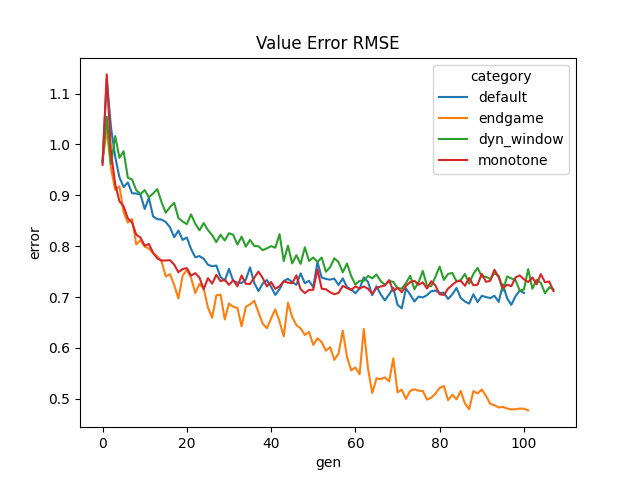 Value Error RMSE
category
default
endgame
dyn_window
monotone
error
1.1
1.0
0.9
0.8
0.7
0.6
0.5
0
20
40
60
80
100
gen